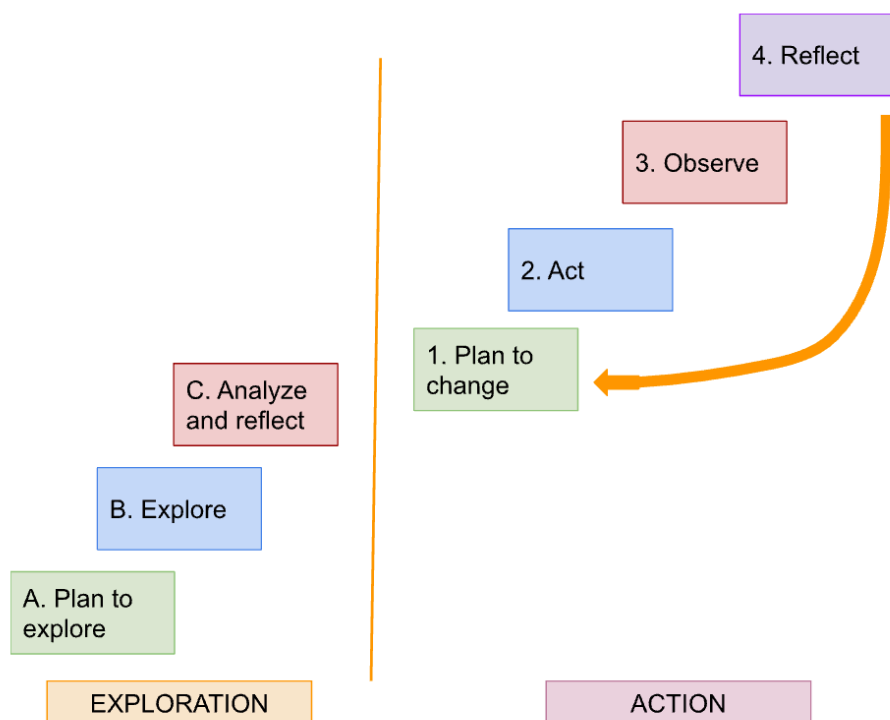 4. Reflect
3. Observe
2. Act
1. Plan to
change
C. Analyze
and reflect
B. Explore
A. Plan to
explore
EXPLORATION
ACTION